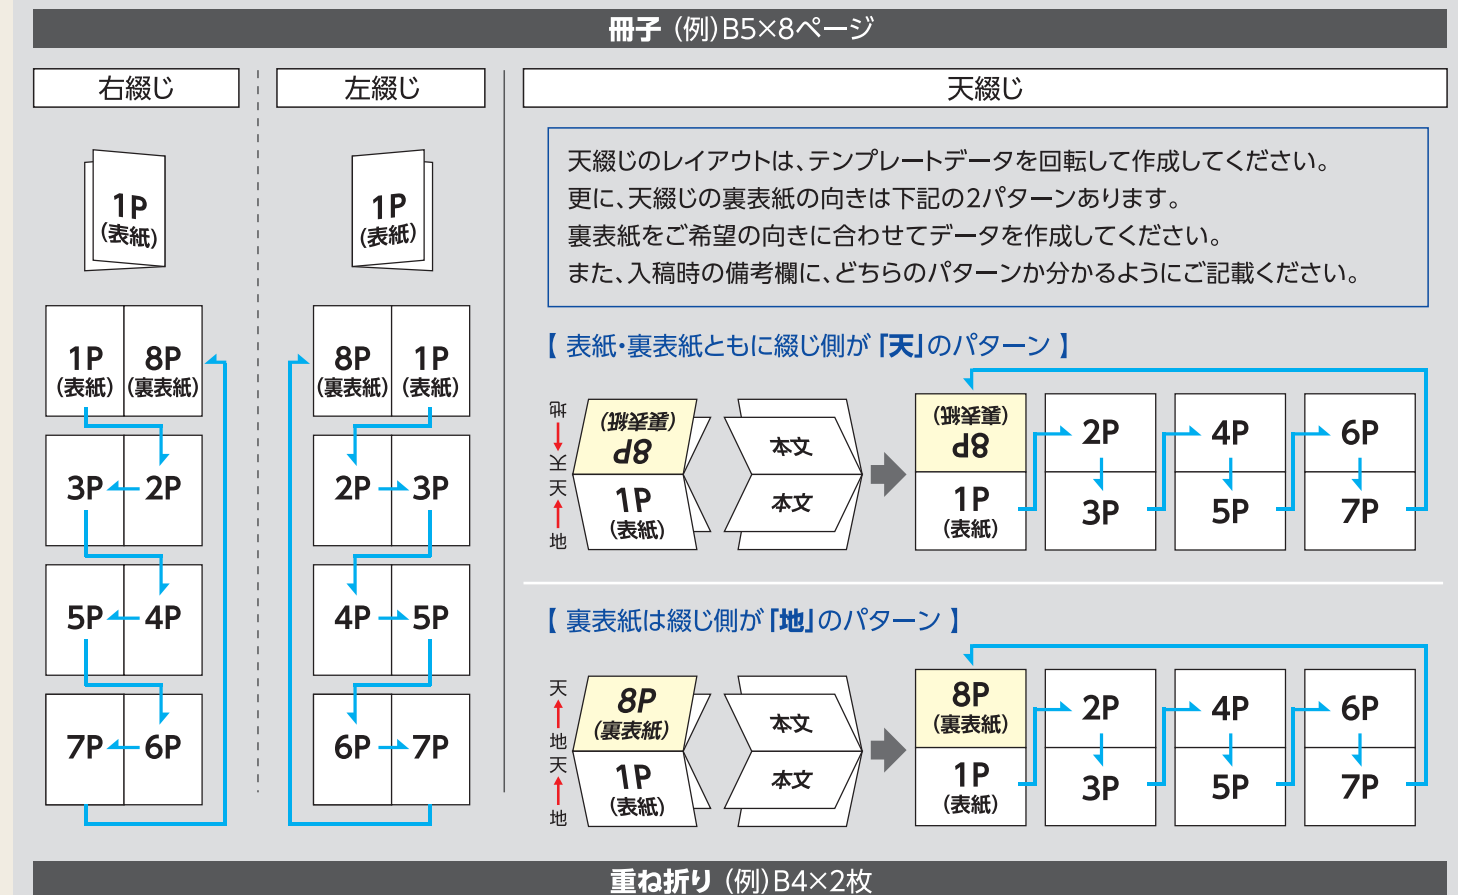 冊子 (例)B5×8ページ
右綴じ
1P
(表紙)
1P 8P
(表紙) (裏表紙)
3P 2P
5P 4P
7P 6P
左綴じ
1P
(表紙)
8P 1P
(裏表紙) (表紙)
2P 3P
4P 5P
6P 7P
天綴じ
天綴じのレイアウトは、テンプレートデータを回転して作成してください。
更に、天綴じの裏表紙の向きは下記の2パターンあります。
裏表紙をご希望の向きに合わせてデータを作成してください。
また、入稿時の備考欄に、どちらのパターンか分かるようにご記載ください。
【 表紙・裏表紙ともに綴じ側が「天」のパターン 】
地
天
天
地
(裏表紙)
8P
1P
(表紙)
本文
本文
(裏表紙)
8P
1P
(表紙)
2P
3P
4P
5P
6P
7P
【 裏表紙は綴じ側が「地」のパターン 】
天
地
天
地
8P
(裏表紙)
1P
(表紙)
本文
本文
8P
(裏表紙)
1P
(表紙)
2P
3P
4P
5P
6P
7P
重ね折り (例)B4×2枚